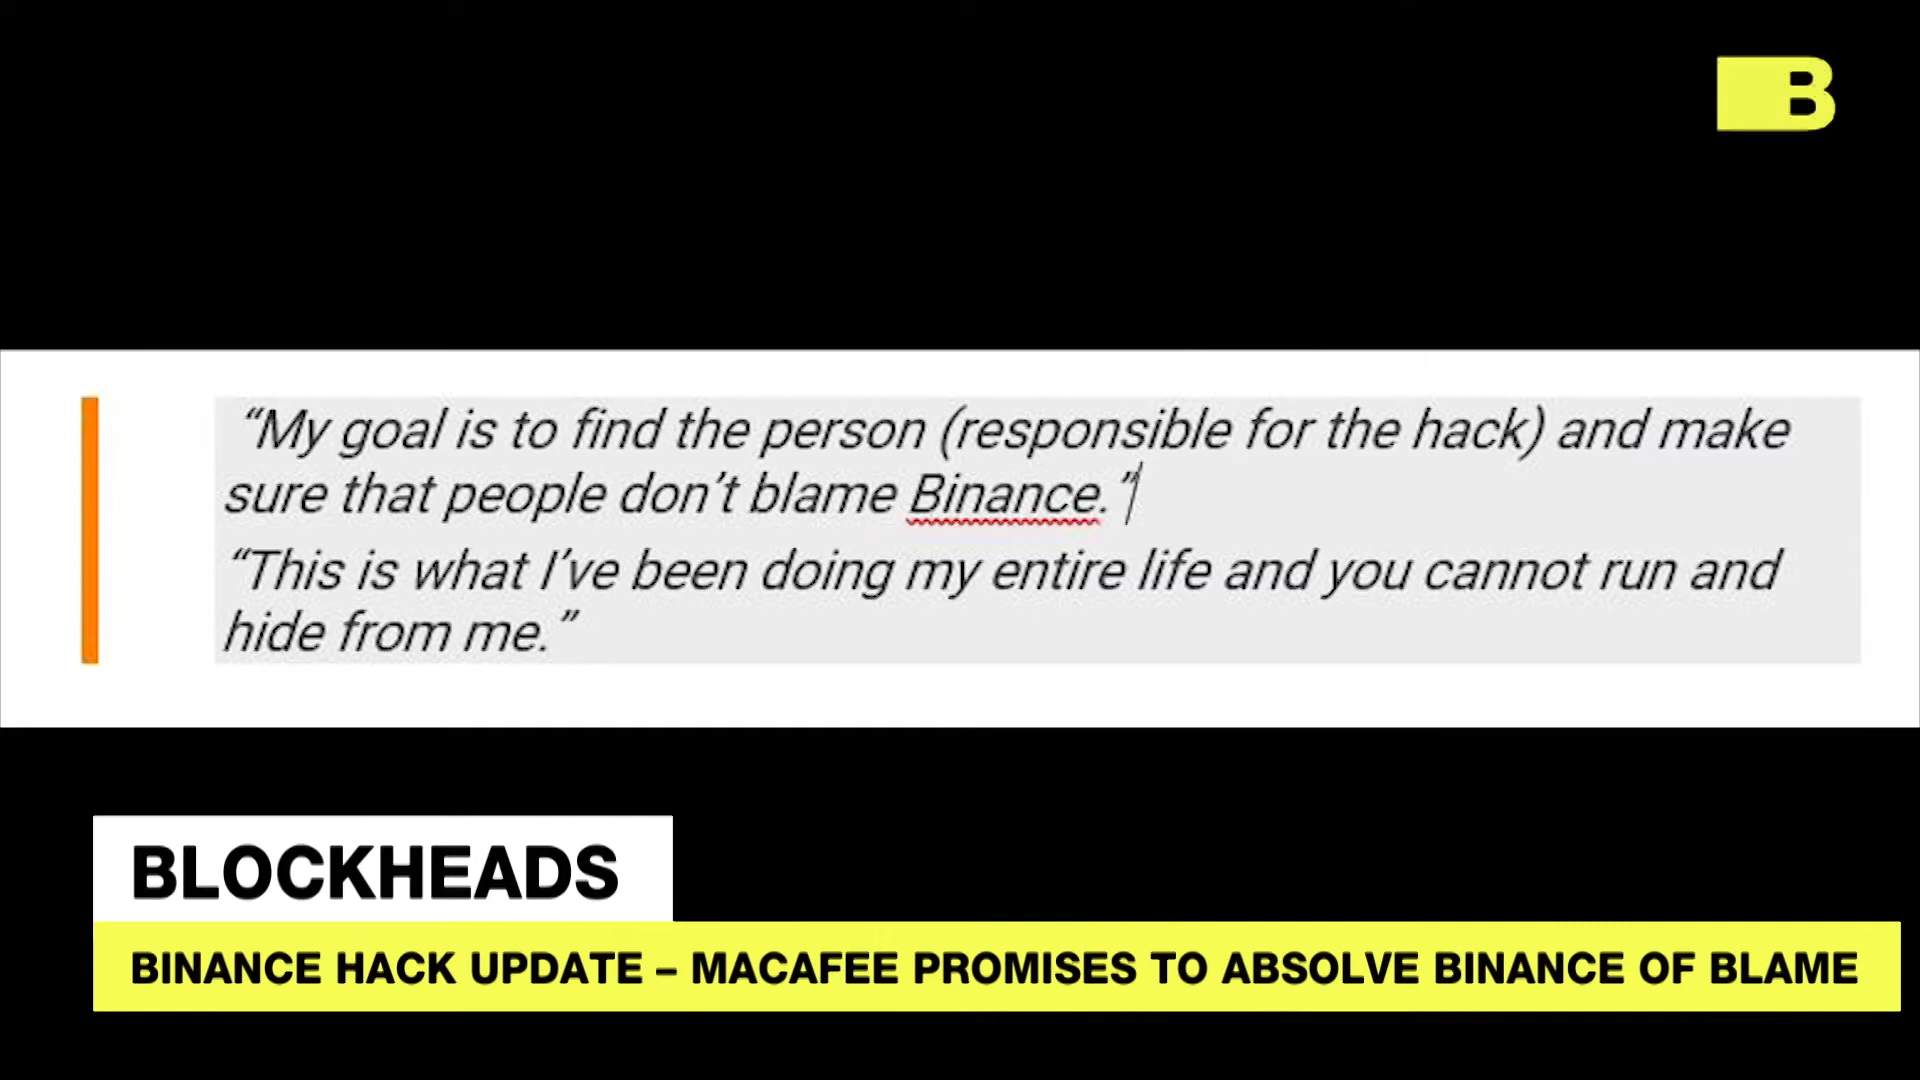 B
“My goal is to find the person (responsible for the hack) and make
sure that people don’t blame Binance.”
“This is what I’ve been doing my entire life and you cannot run and
hide from me.”
BLOCKHEADS
BINANCE HACK UPDATE – MACAFEE PROMISES TO ABSOLVE BINANCE OF BLAME